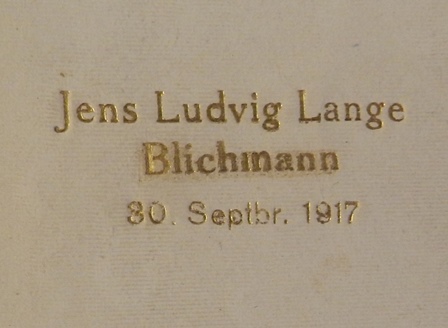 Jens Ludvig Lange
Blichmann
30. Septbr. 1917